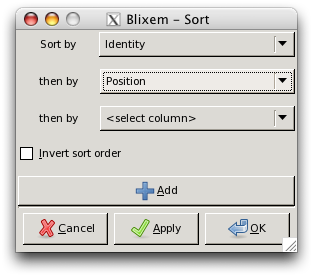 Blixem – Sort
Sort by Identity
then by Position
then by <select column>
Invert sort order
Add
Cancel Apply OK